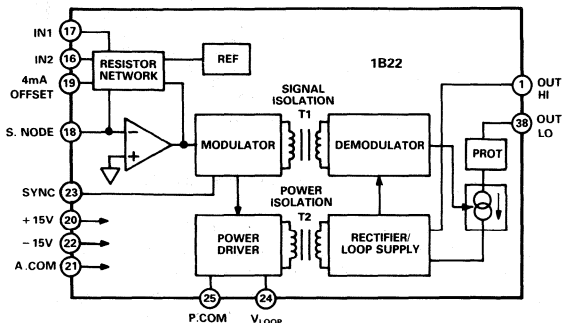 1B22
IN1
17
IN2
16
4mA
OFFSET
19
RESISTOR
NETWORK
REF
SIGNAL
ISOLATION
T1
1
OUT
HI
38
OUT
LO
S. NODE
18
−
+
MODULATOR
DEMODULATOR
PROT
SYNC
23
POWER
ISOLATION
T2
+15V
20
−15V
22
A.COM
21
POWER
DRIVER
RECTIFIER/
LOOP SUPPLY
25
P.COM
24
VLOOP